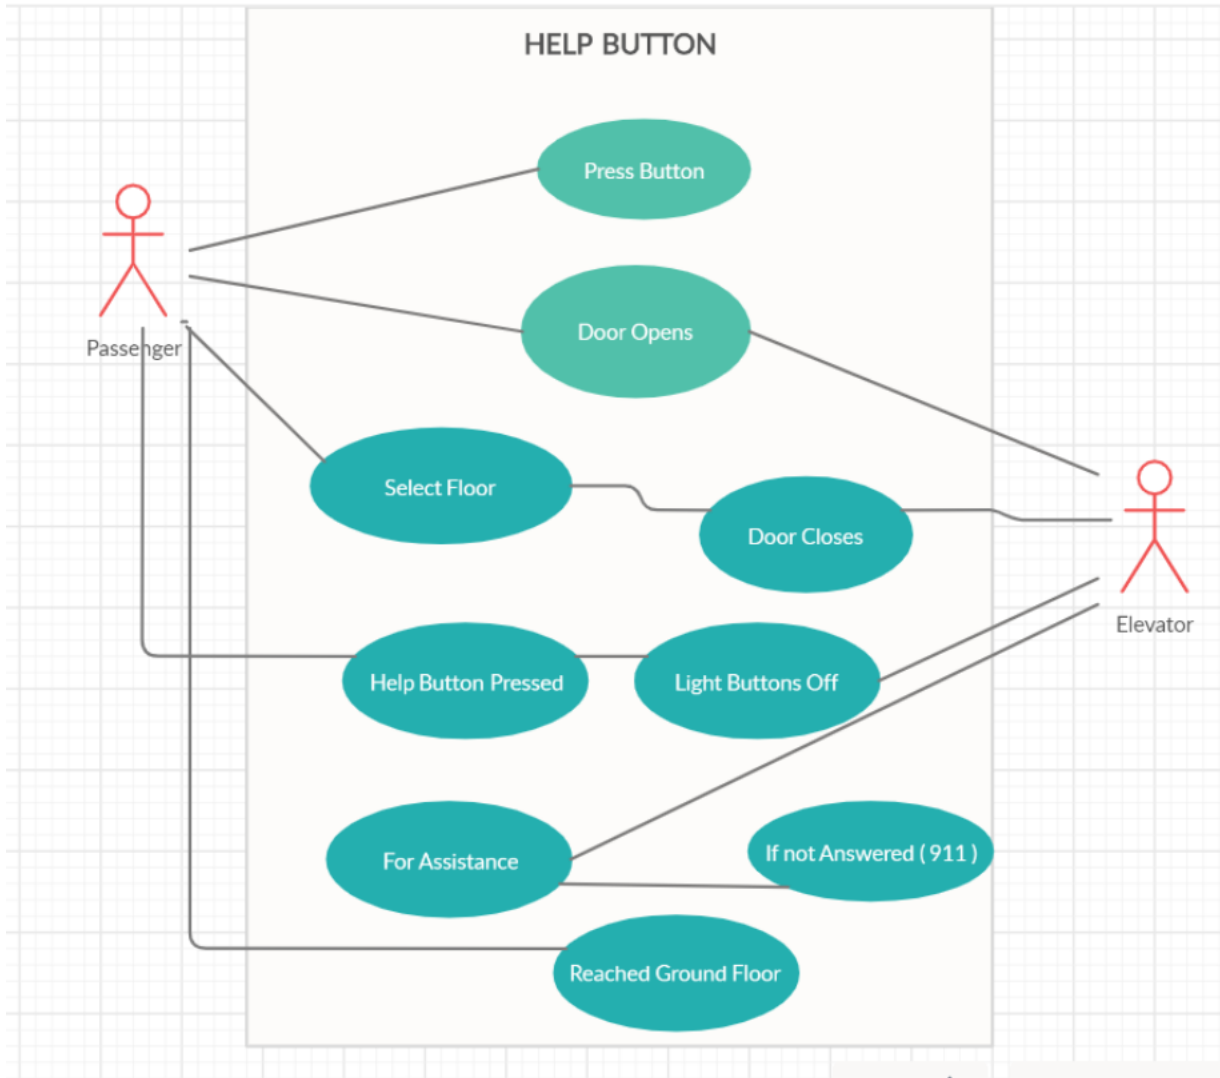 HELP BUTTON
Press Button
Door Opens
Passenger
Select Floor
Door Closes
Elevator
Help Button Pressed
Light Buttons Off
For Assistance
If not Answered ( 911 )
Reached Ground Floor